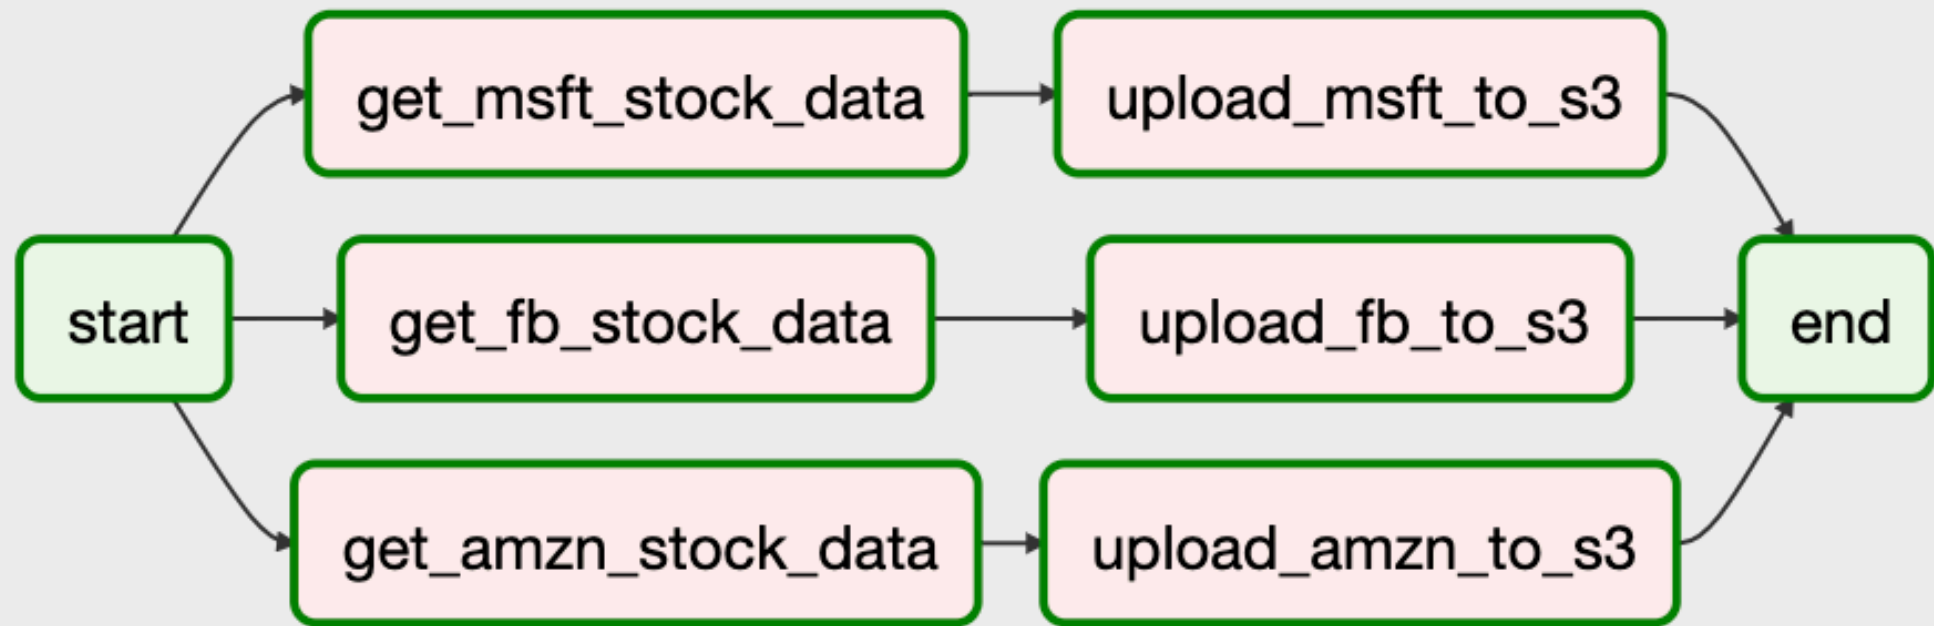 get_msft_stock_data
upload_msft_to_s3
start
get_fb_stock_data
upload_fb_to_s3
end
get_amzn_stock_data
upload_amzn_to_s3